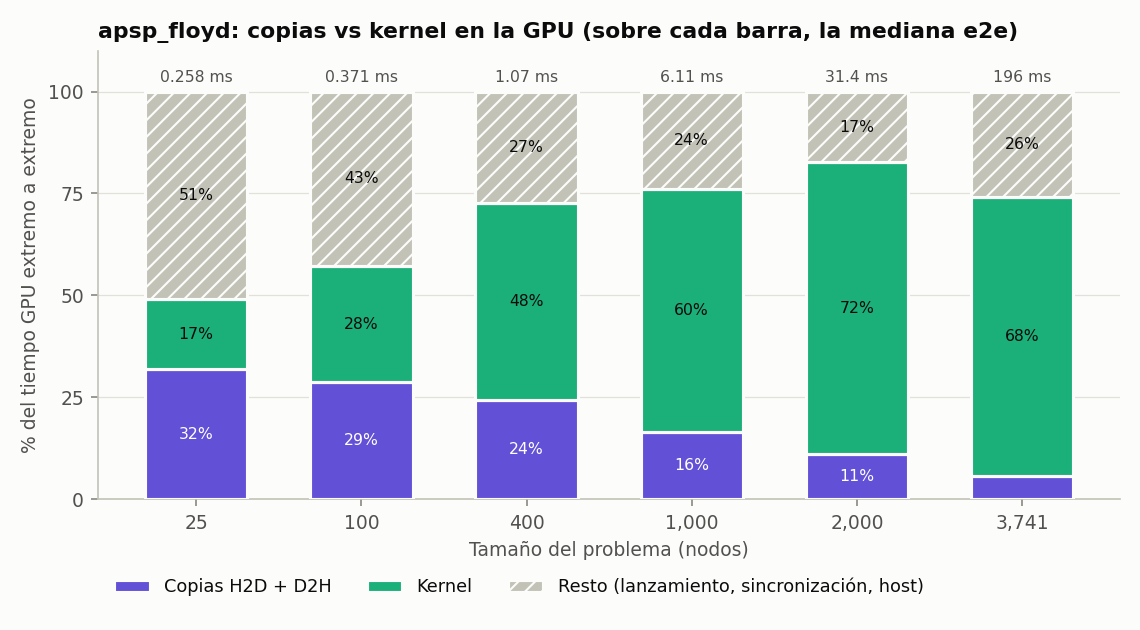 apsp_floyd: copias vs kernel en la GPU (sobre cada barra, la mediana e2e)
0.258 ms 0.371 ms 1.07 ms 6.11 ms 31.4 ms 196 ms
% del tiempo GPU extremo a extremo
100
75
50
25
0
51% 43% 27% 24% 17% 26%
17% 28% 48% 60% 72% 68%
32% 29% 24% 16% 11%
25 100 400 1,000 2,000 3,741
Tamaño del problema (nodos)
Copias H2D + D2H Kernel Resto (lanzamiento, sincronización, host)